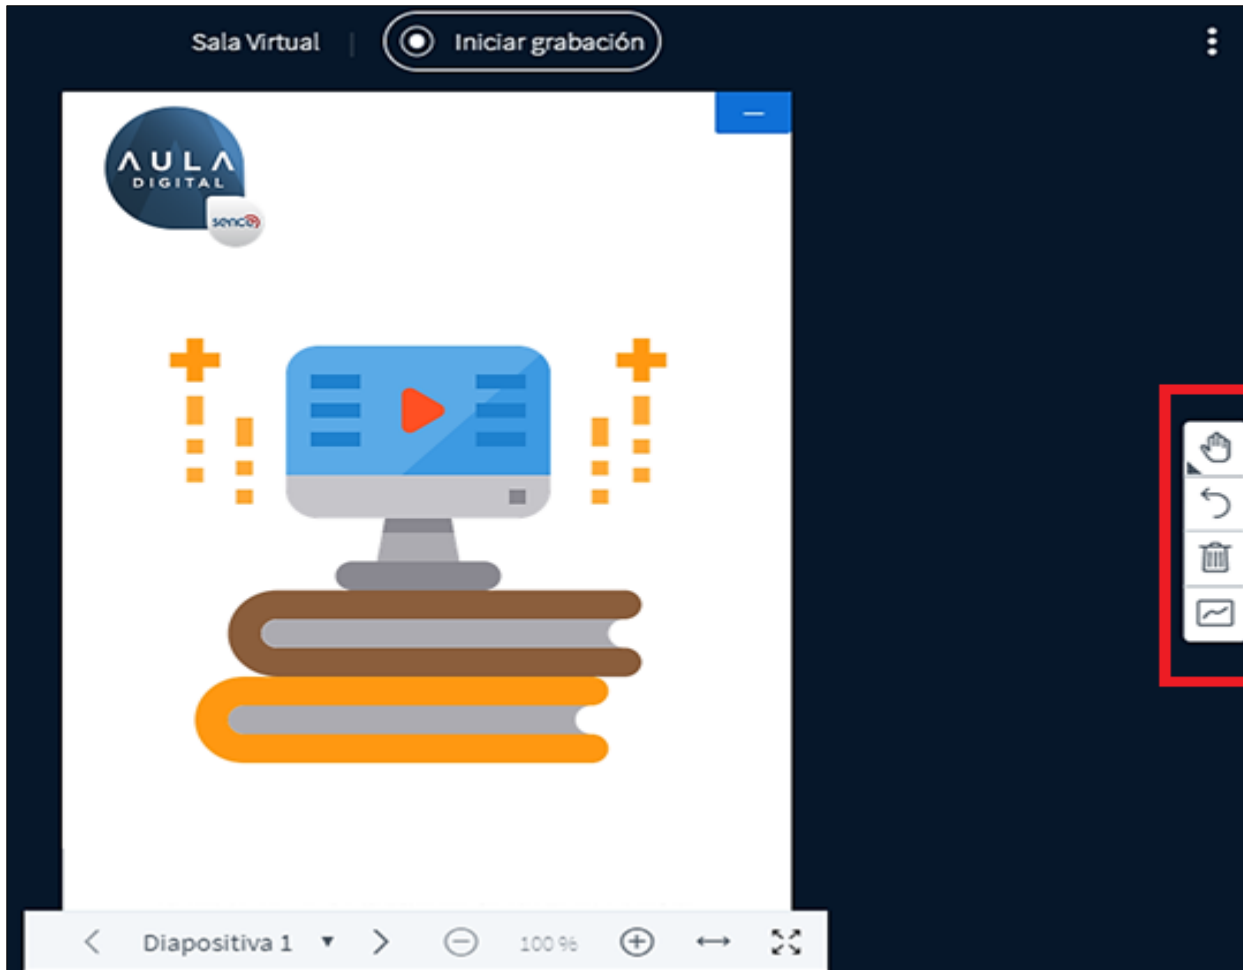 Sala Virtual
Iniciar grabación
AULA
DIGITAL
sence
Diapositiva 1
100 %